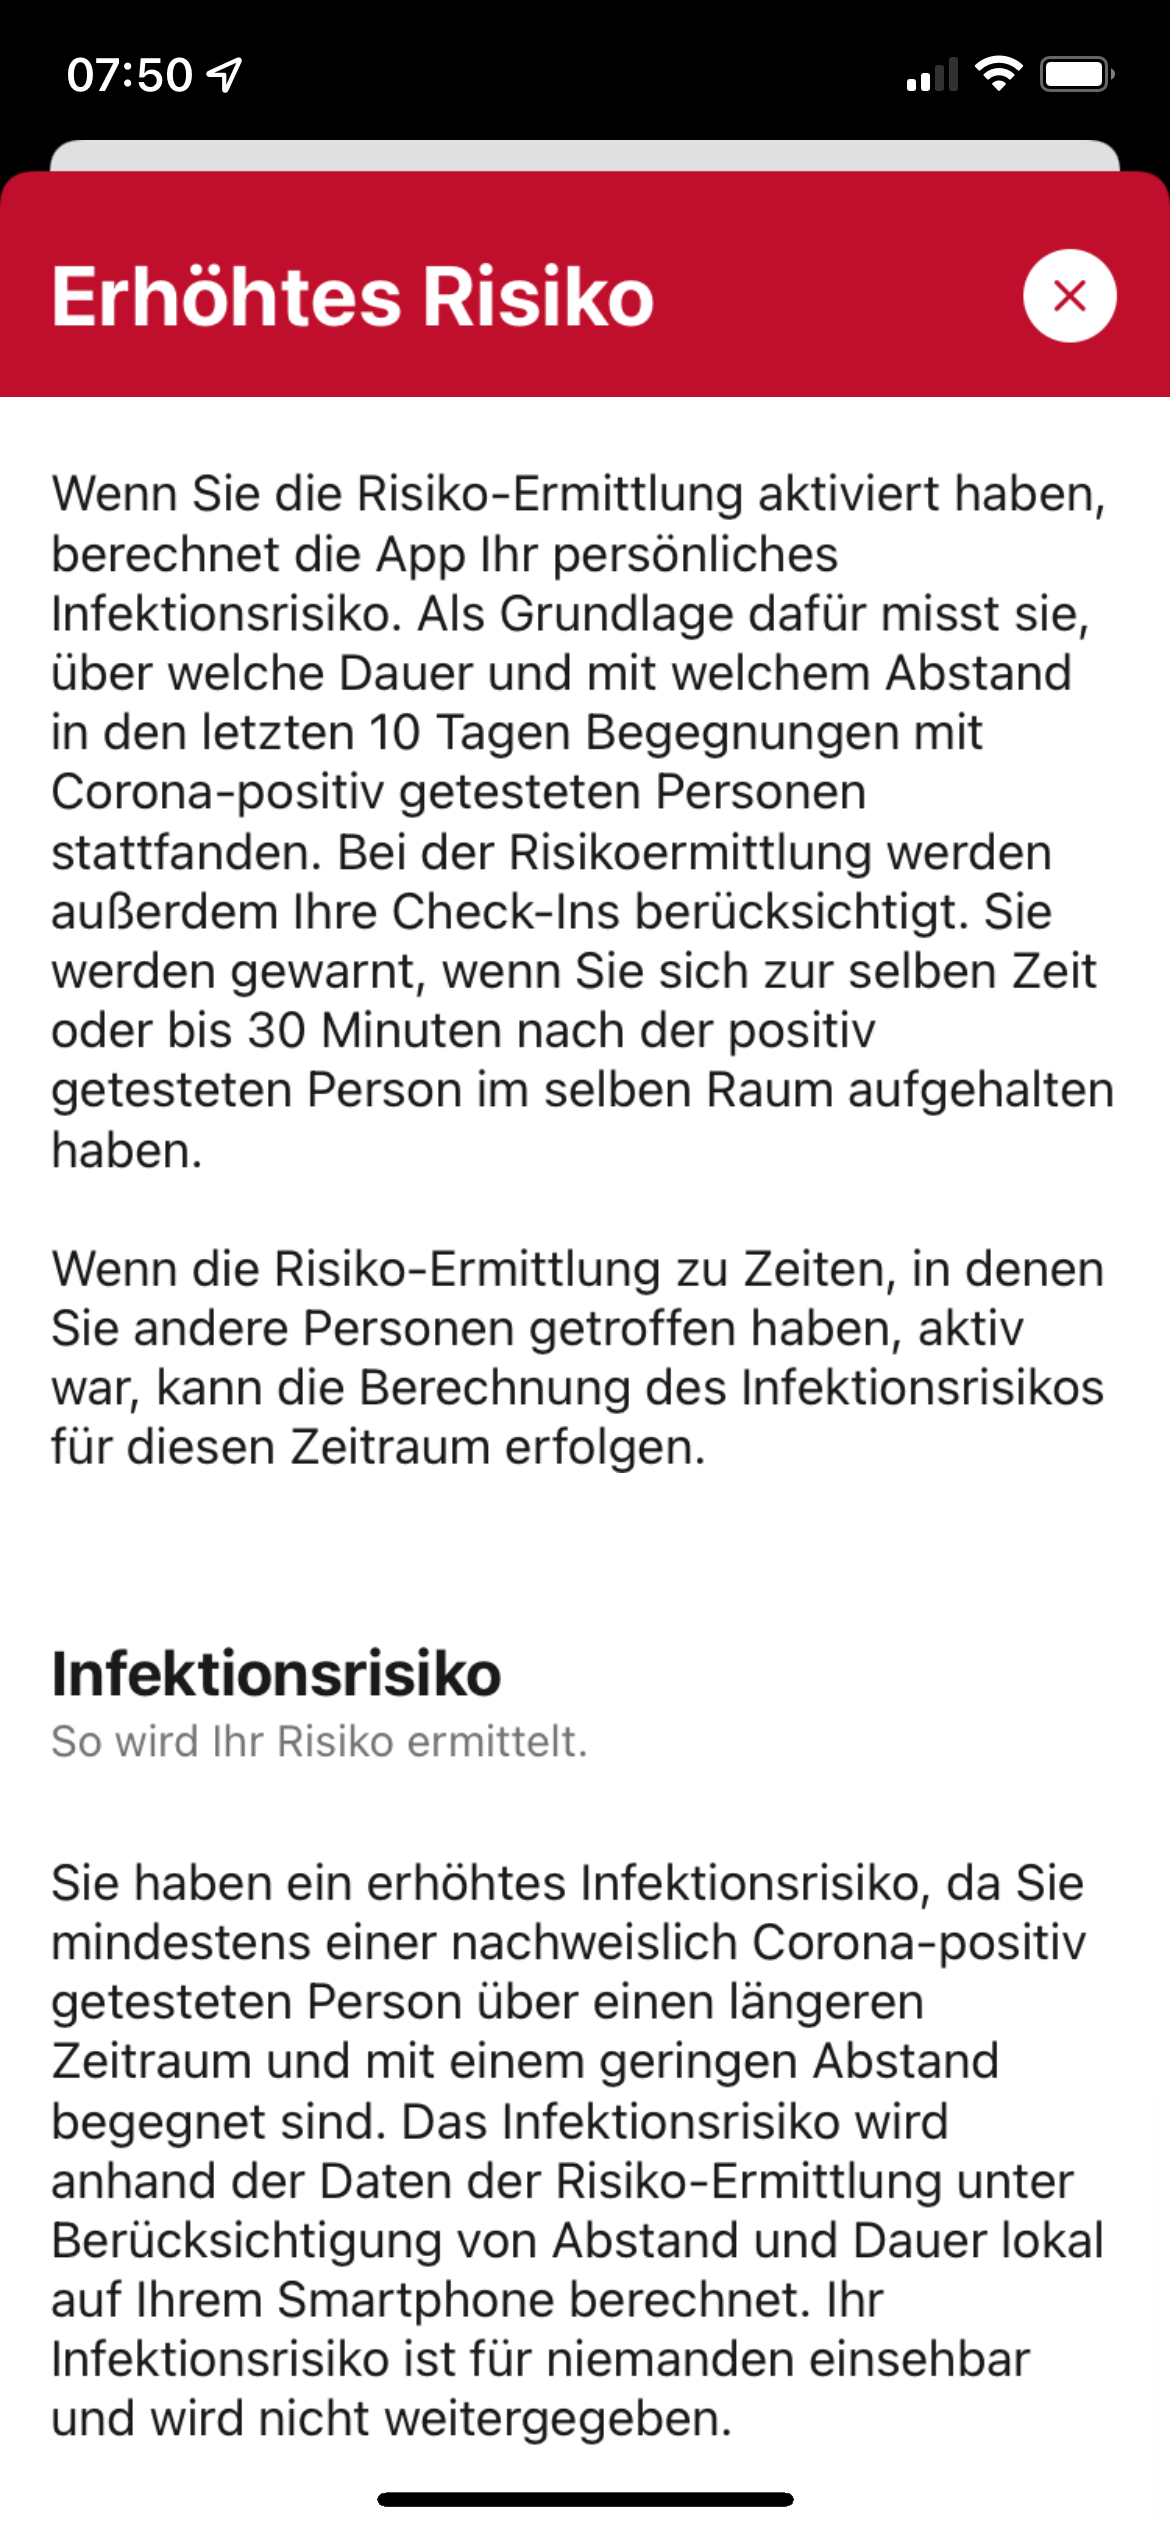 07:50
Erhöhtes Risiko
Wenn Sie die Risiko-Ermittlung aktiviert haben,
berechnet die App Ihr persönliches
Infektionsrisiko. Als Grundlage dafür misst sie,
über welche Dauer und mit welchem Abstand
in den letzten 10 Tagen Begegnungen mit
Corona-positiv getesteten Personen
stattfanden. Bei der Risikoermittlung werden
außerdem Ihre Check-Ins berücksichtigt. Sie
werden gewarnt, wenn Sie sich zur selben Zeit
oder bis 30 Minuten nach der positiv
getesteten Person im selben Raum aufgehalten
haben.
Wenn die Risiko-Ermittlung zu Zeiten, in denen
Sie andere Personen getroffen haben, aktiv
war, kann die Berechnung des Infektionsrisikos
für diesen Zeitraum erfolgen.
Infektionsrisiko
So wird Ihr Risiko ermittelt.
Sie haben ein erhöhtes Infektionsrisiko, da Sie
mindestens einer nachweislich Corona-positiv
getesteten Person über einen längeren
Zeitraum und mit einem geringen Abstand
begegnet sind. Das Infektionsrisiko wird
anhand der Daten der Risiko-Ermittlung unter
Berücksichtigung von Abstand und Dauer lokal
auf Ihrem Smartphone berechnet. Ihr
Infektionsrisiko ist für niemanden einsehbar
und wird nicht weitergegeben.